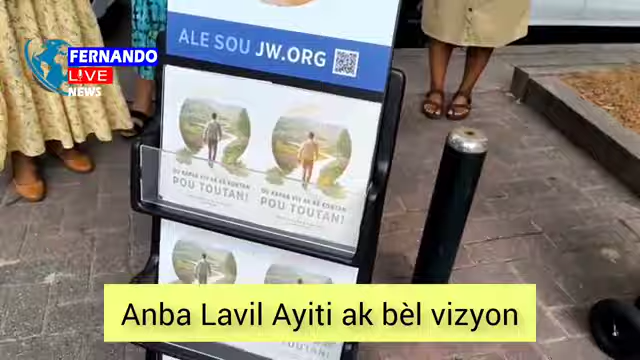 FERNANDO
LIVE
NEWS
ALE SOU JW.ORG
OU KAPAB VIV AK KÈ KONTAN
POU TOUTAN!
OU KAPAB VIV AK KÈ KONTAN
POU TOUTAN!
Anba Lavil Ayiti ak bèl vizyon